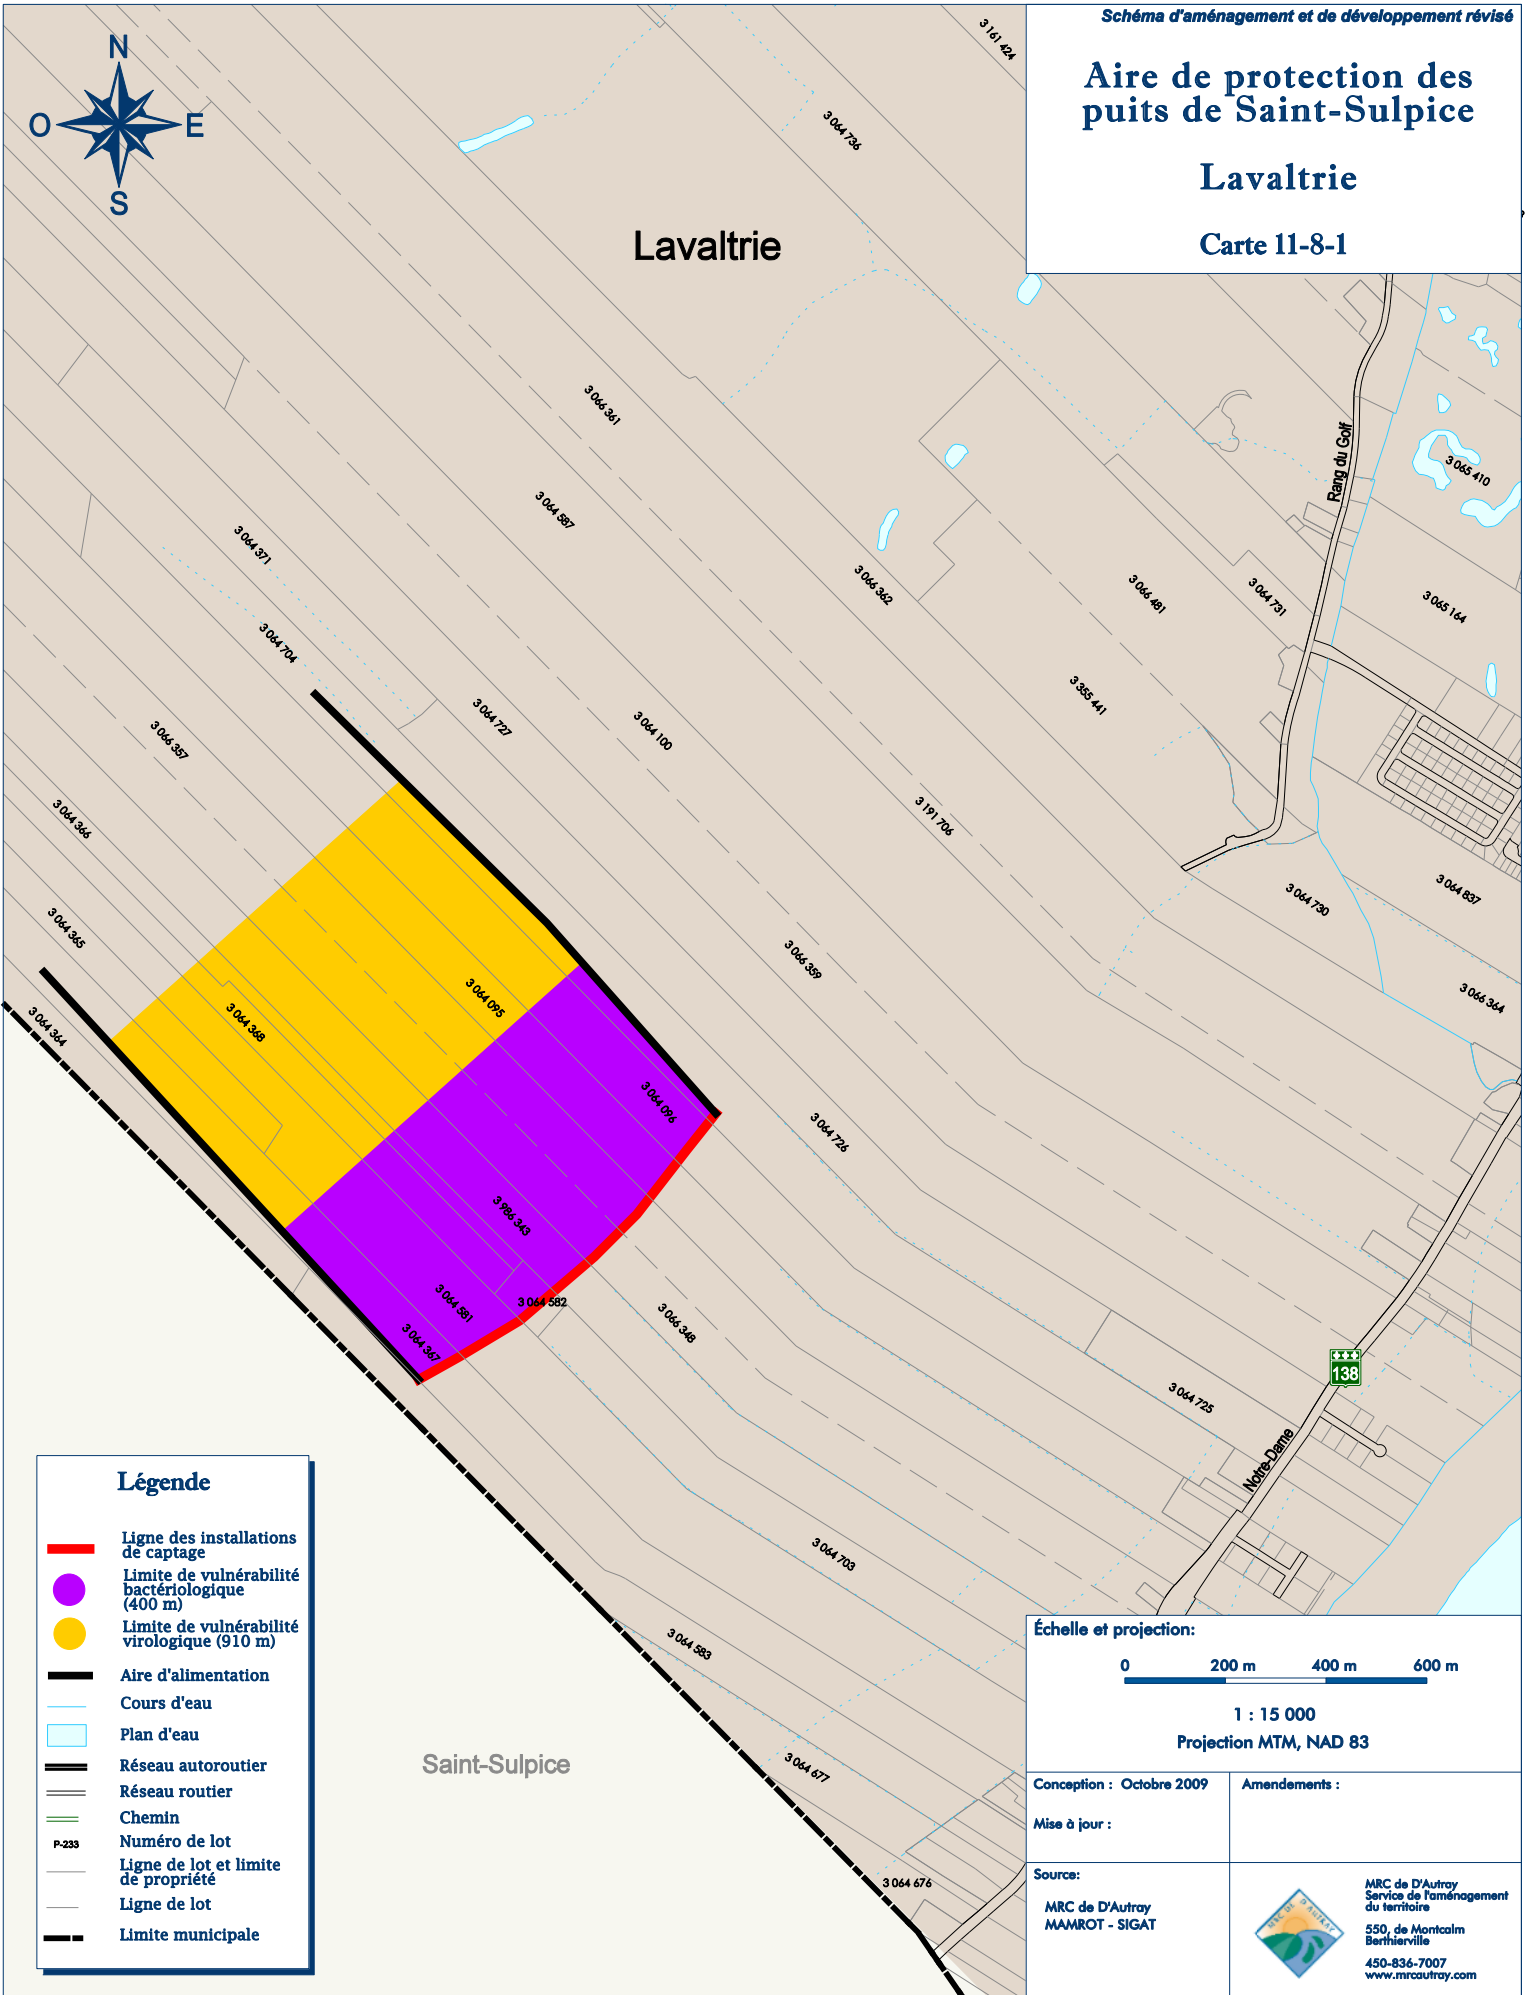 Schéma d'aménagement et de développement révisé
Aire de protection des
puits de Saint-Sulpice
Lavaltrie
Carte 11-8-1
N
O
E
S
Lavaltrie
3 161 424
3 064 736
3 066 361
3 064 587
3 064 371
3 064 704
3 066 362
3 066 481
3 064 731
Rang du Golf
3 065 410
3 065 164
3 355 441
3 064 727
3 064 100
3 066 357
3 064 366
3 191 706
3 064 730
3 064 837
3 064 365
3 066 359
3 066 364
3 064 364
3 064 368
3 064 095
3 064 096
3 064 726
3 986 343
3 064 581
3 064 582
3 064 367
3 066 348
138
3 064 725
Notre-Dame
3 064 703
3 064 583
3 064 677
3 064 676
Saint-Sulpice
Légende
Ligne des installations
de captage
Limite de vulnérabilité
bactériologique
(400 m)
Limite de vulnérabilité
virologique (910 m)
Aire d'alimentation
Cours d'eau
Plan d'eau
Réseau autoroutier
Réseau routier
Chemin
P-233
Numéro de lot
Ligne de lot et limite
de propriété
Ligne de lot
Limite municipale
Échelle et projection:
0 200 m 400 m 600 m
1 : 15 000
Projection MTM, NAD 83
Conception : Octobre 2009
Mise à jour :
Amendements :
Source:
MRC de D'Autray
MAMROT - SIGAT
MRC DE D'AUTRAY
MRC de D'Autray
Service de l'aménagement
du territoire
550, de Montcalm
Berthierville
450-836-7007
www.mrcautray.com